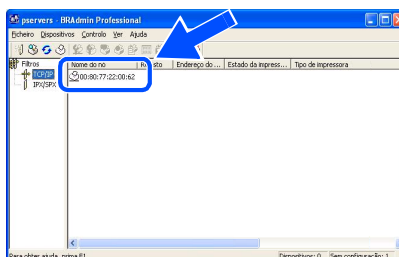 pservers - BRAdmin Professional
Ficheiro Dispositivos Controlo Ver Ajuda
Filtros
TCP/IP
IPX/SPX
Nome do nó Endereço do ... Estado da impress... Tipo de impressora
00:80:77:22:00:62
Para obter ajuda, prima F1
Dispositivos: 0 Sem configuração: 1